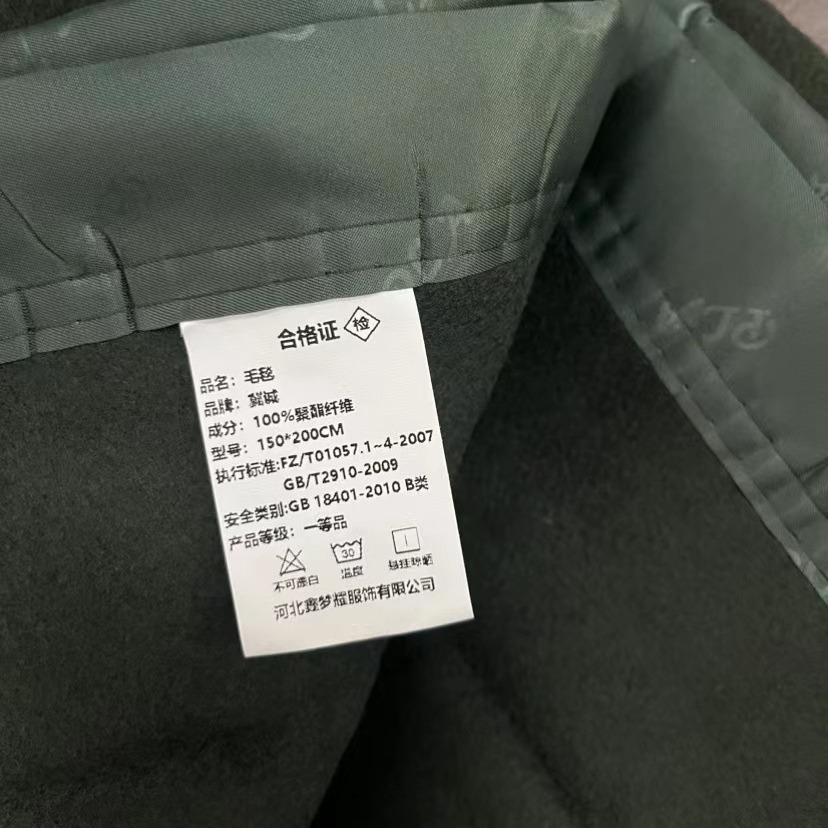 合格证 检
品名：毛毯
品牌：冀诚
成分：100%聚酯纤维
型号：150*200CM
执行标准:FZ/T01057.1~4-2007
GB/T2910-2009
安全类别:GB 18401-2010 B类
产品等级：一等品
30
不可漂白 温度 悬挂晾晒
河北鑫梦耀服饰有限公司